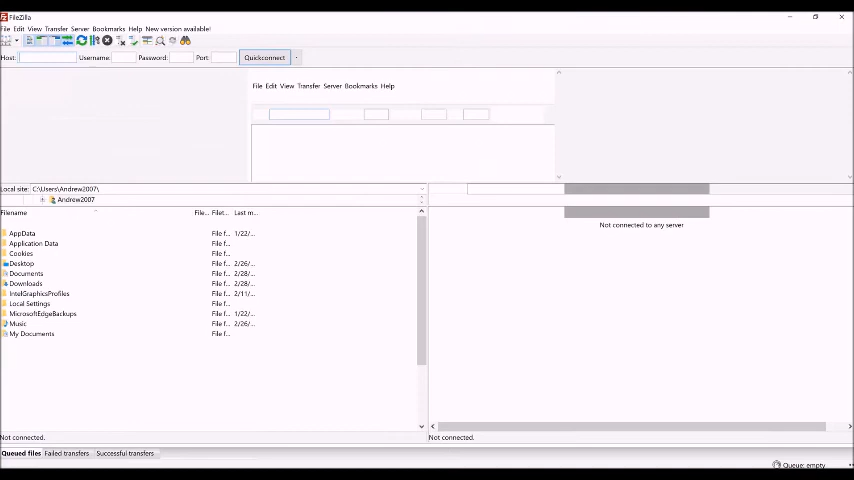 FileZilla
File Edit View Transfer Server Bookmarks Help New version available!
Host: Username: Password: Port: Quickconnect
File Edit View Transfer Server Bookmarks Help
Local site: C:\Users\Andrew2007\
Andrew2007
Filename File... Filet... Last m...
Not connected to any server
AppData File f... 1/22/...
Application Data File f...
Cookies File f...
Desktop File f... 2/26/...
Documents File f... 2/28/...
Downloads File f... 2/28/...
IntelGraphicsProfiles File f... 2/11/...
Local Settings File f...
MicrosoftEdgeBackups File f... 1/22/...
Music File f... 2/26/...
My Documents File f...
Not connected. Not connected.
Queued files Failed transfers Successful transfers
Queue: empty